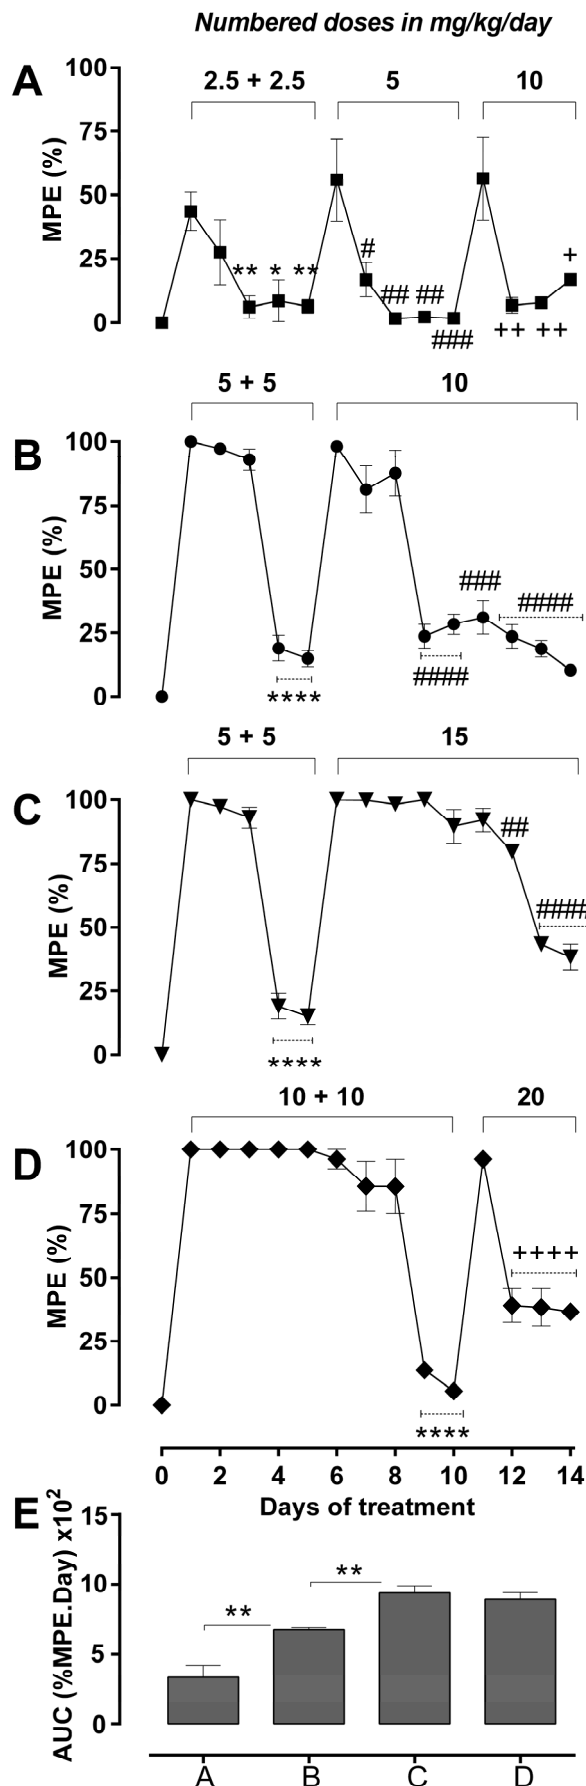 Numbered doses in mg/kg/day
A
2.5 + 2.5 5 10
MPE (%)
100
75
50
25
0
** * **
#
## ##
###
+
++ ++
B
5 + 5 10
MPE (%)
100
75
50
25
0
****
####
###
####
C
5 + 5 15
MPE (%)
100
75
50
25
0
****
##
####
D
10 + 10 20
MPE (%)
100
75
50
25
0
****
++++
0 2 4 6 8 10 12 14
Days of treatment
E
AUC (%MPE.Day) x10²
15
10
5
0
** **
A B C D